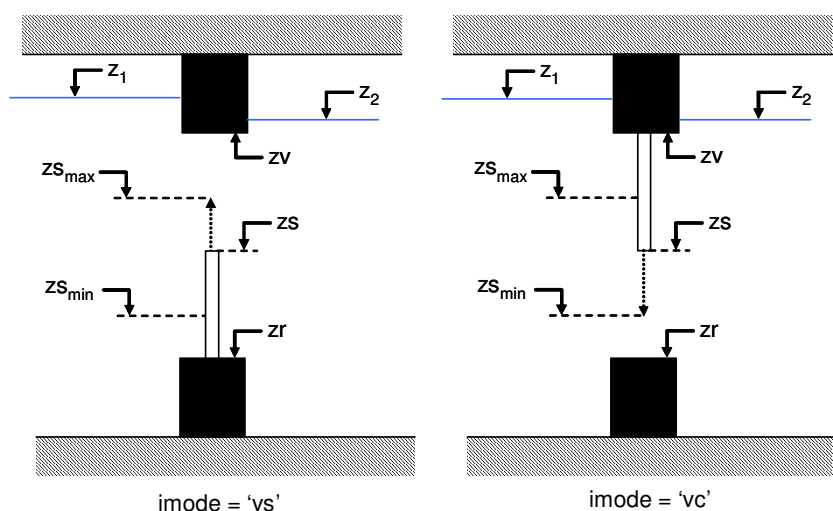 z1
z2
zv
zsmax
zs
zsmin
zr
imode = 'vs'
z1
z2
zv
zsmax
zs
zsmin
zr
imode = 'vc'